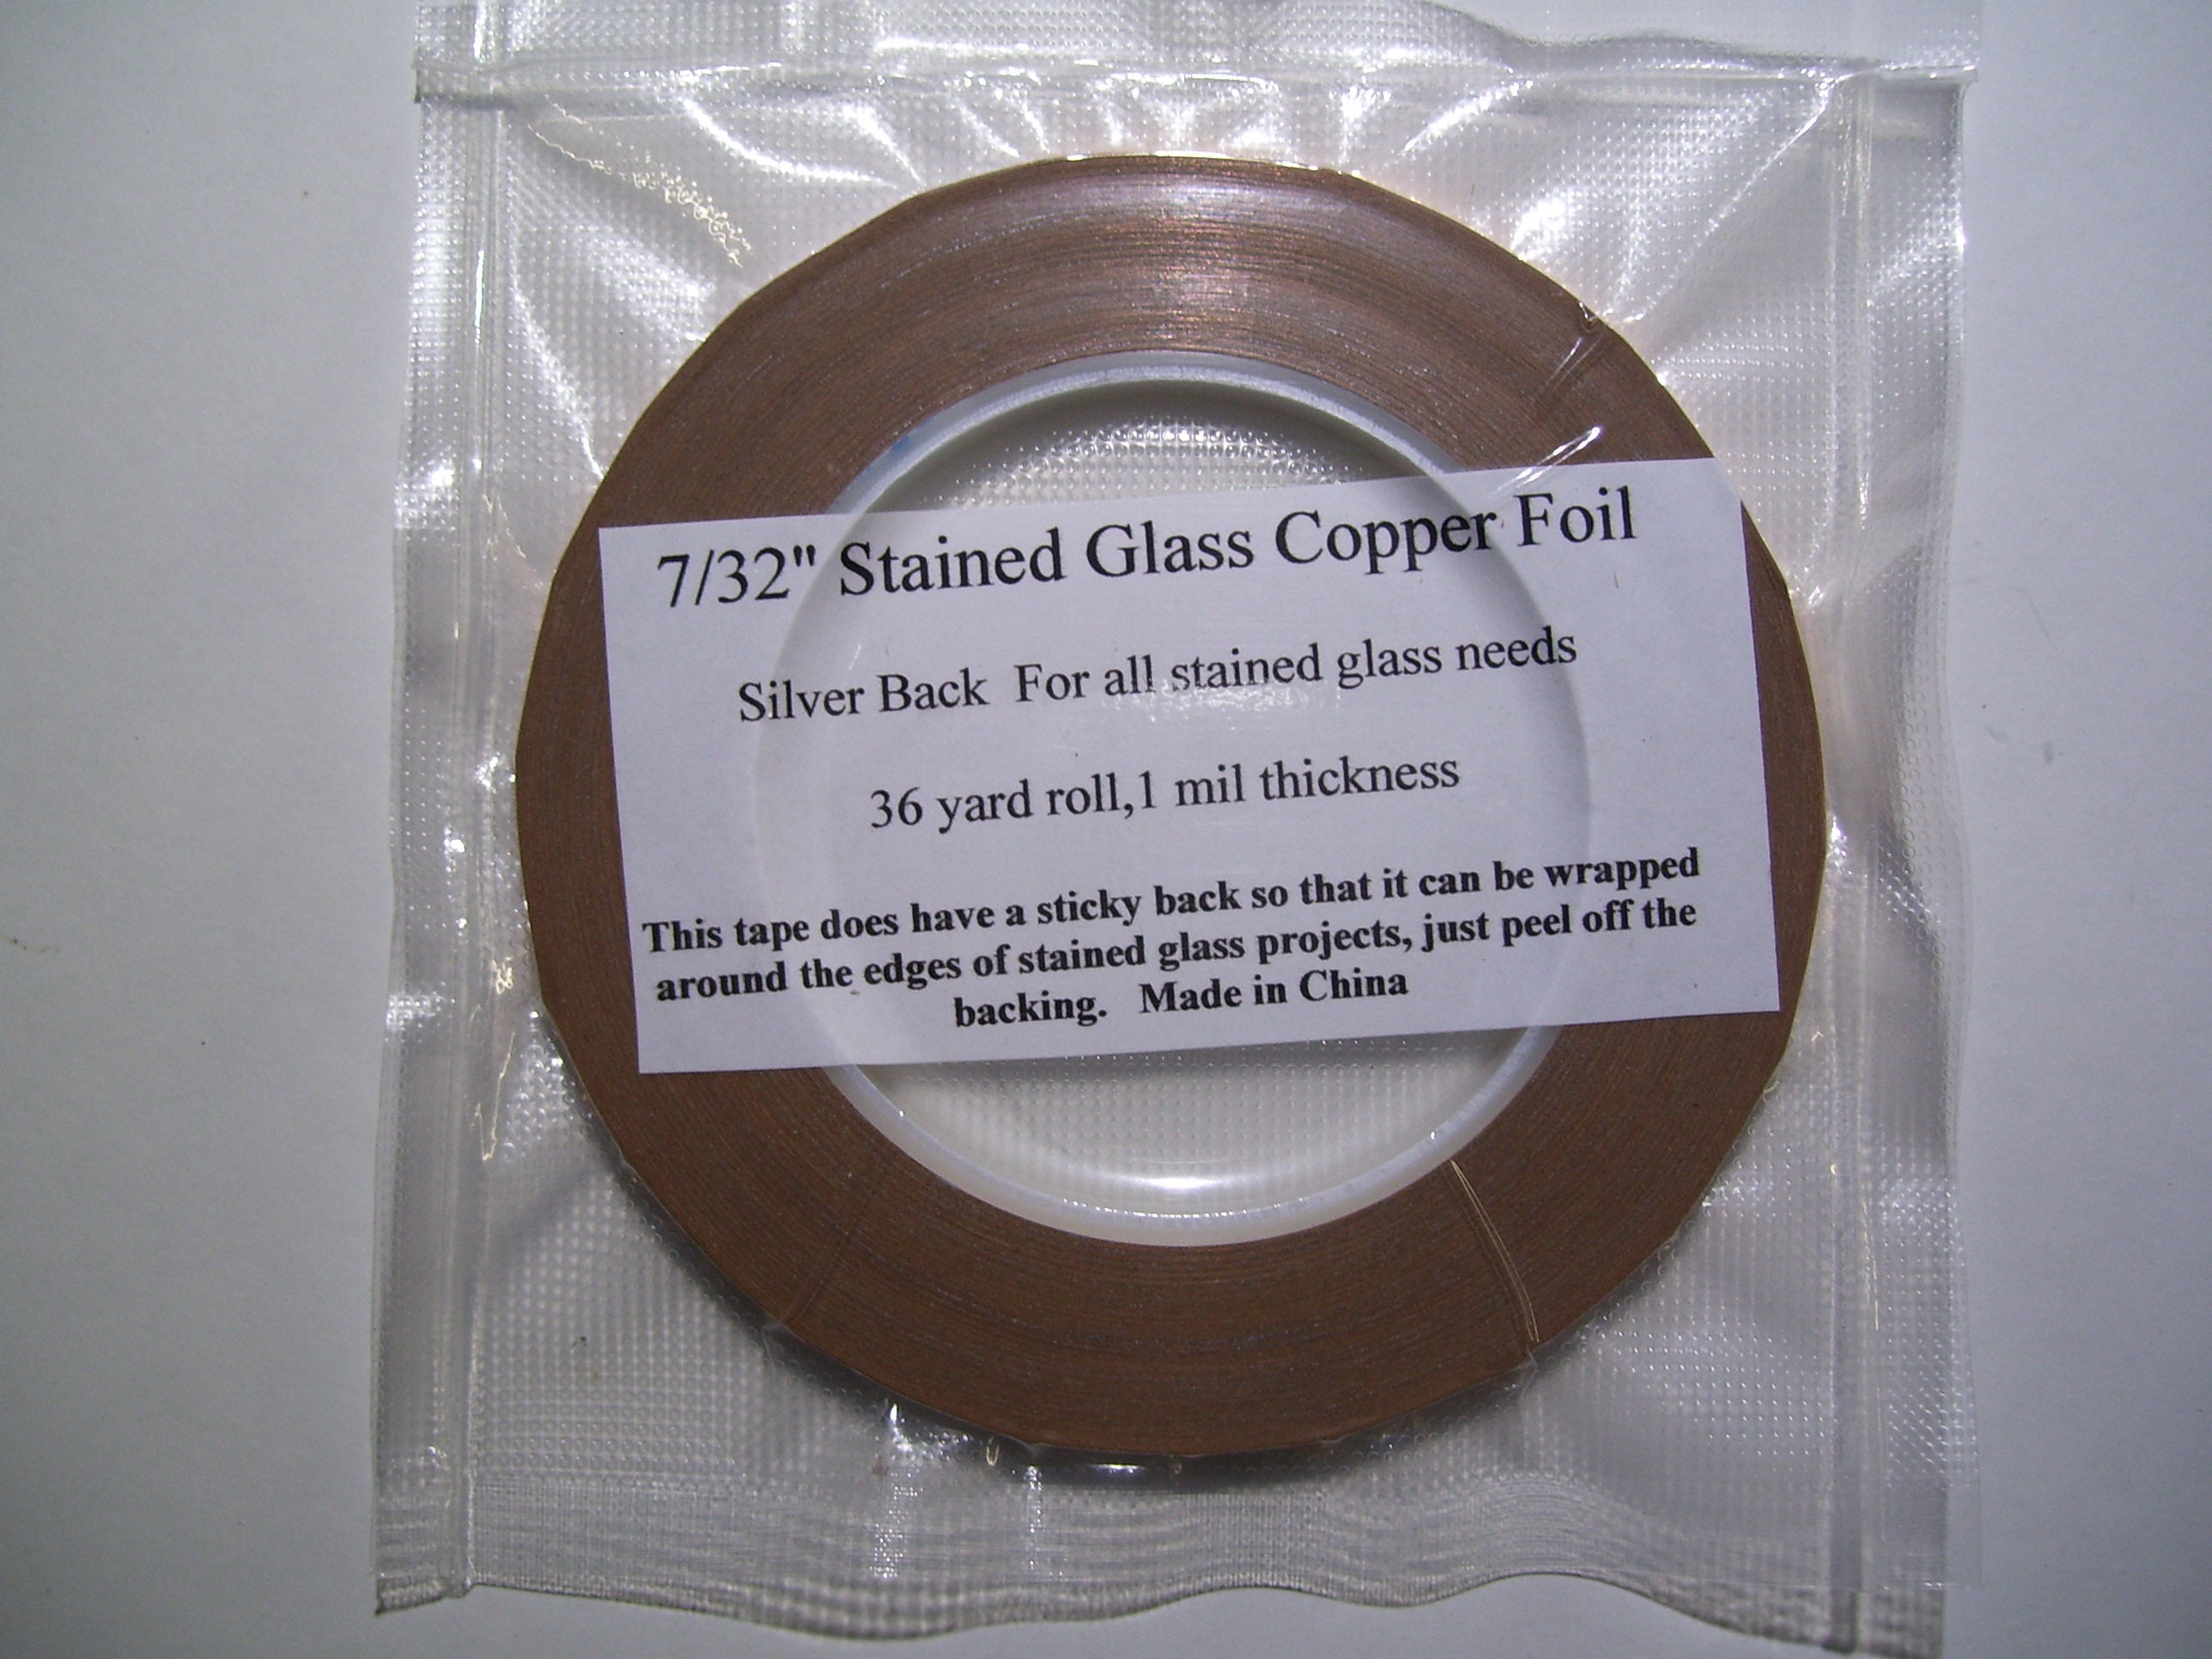 7/32" Stained Glass Copper Foil
Silver Back For all stained glass needs
36 yard roll,1 mil thickness
This tape does have a sticky back so that it can be wrapped
around the edges of stained glass projects, just peel off the
backing. Made in China